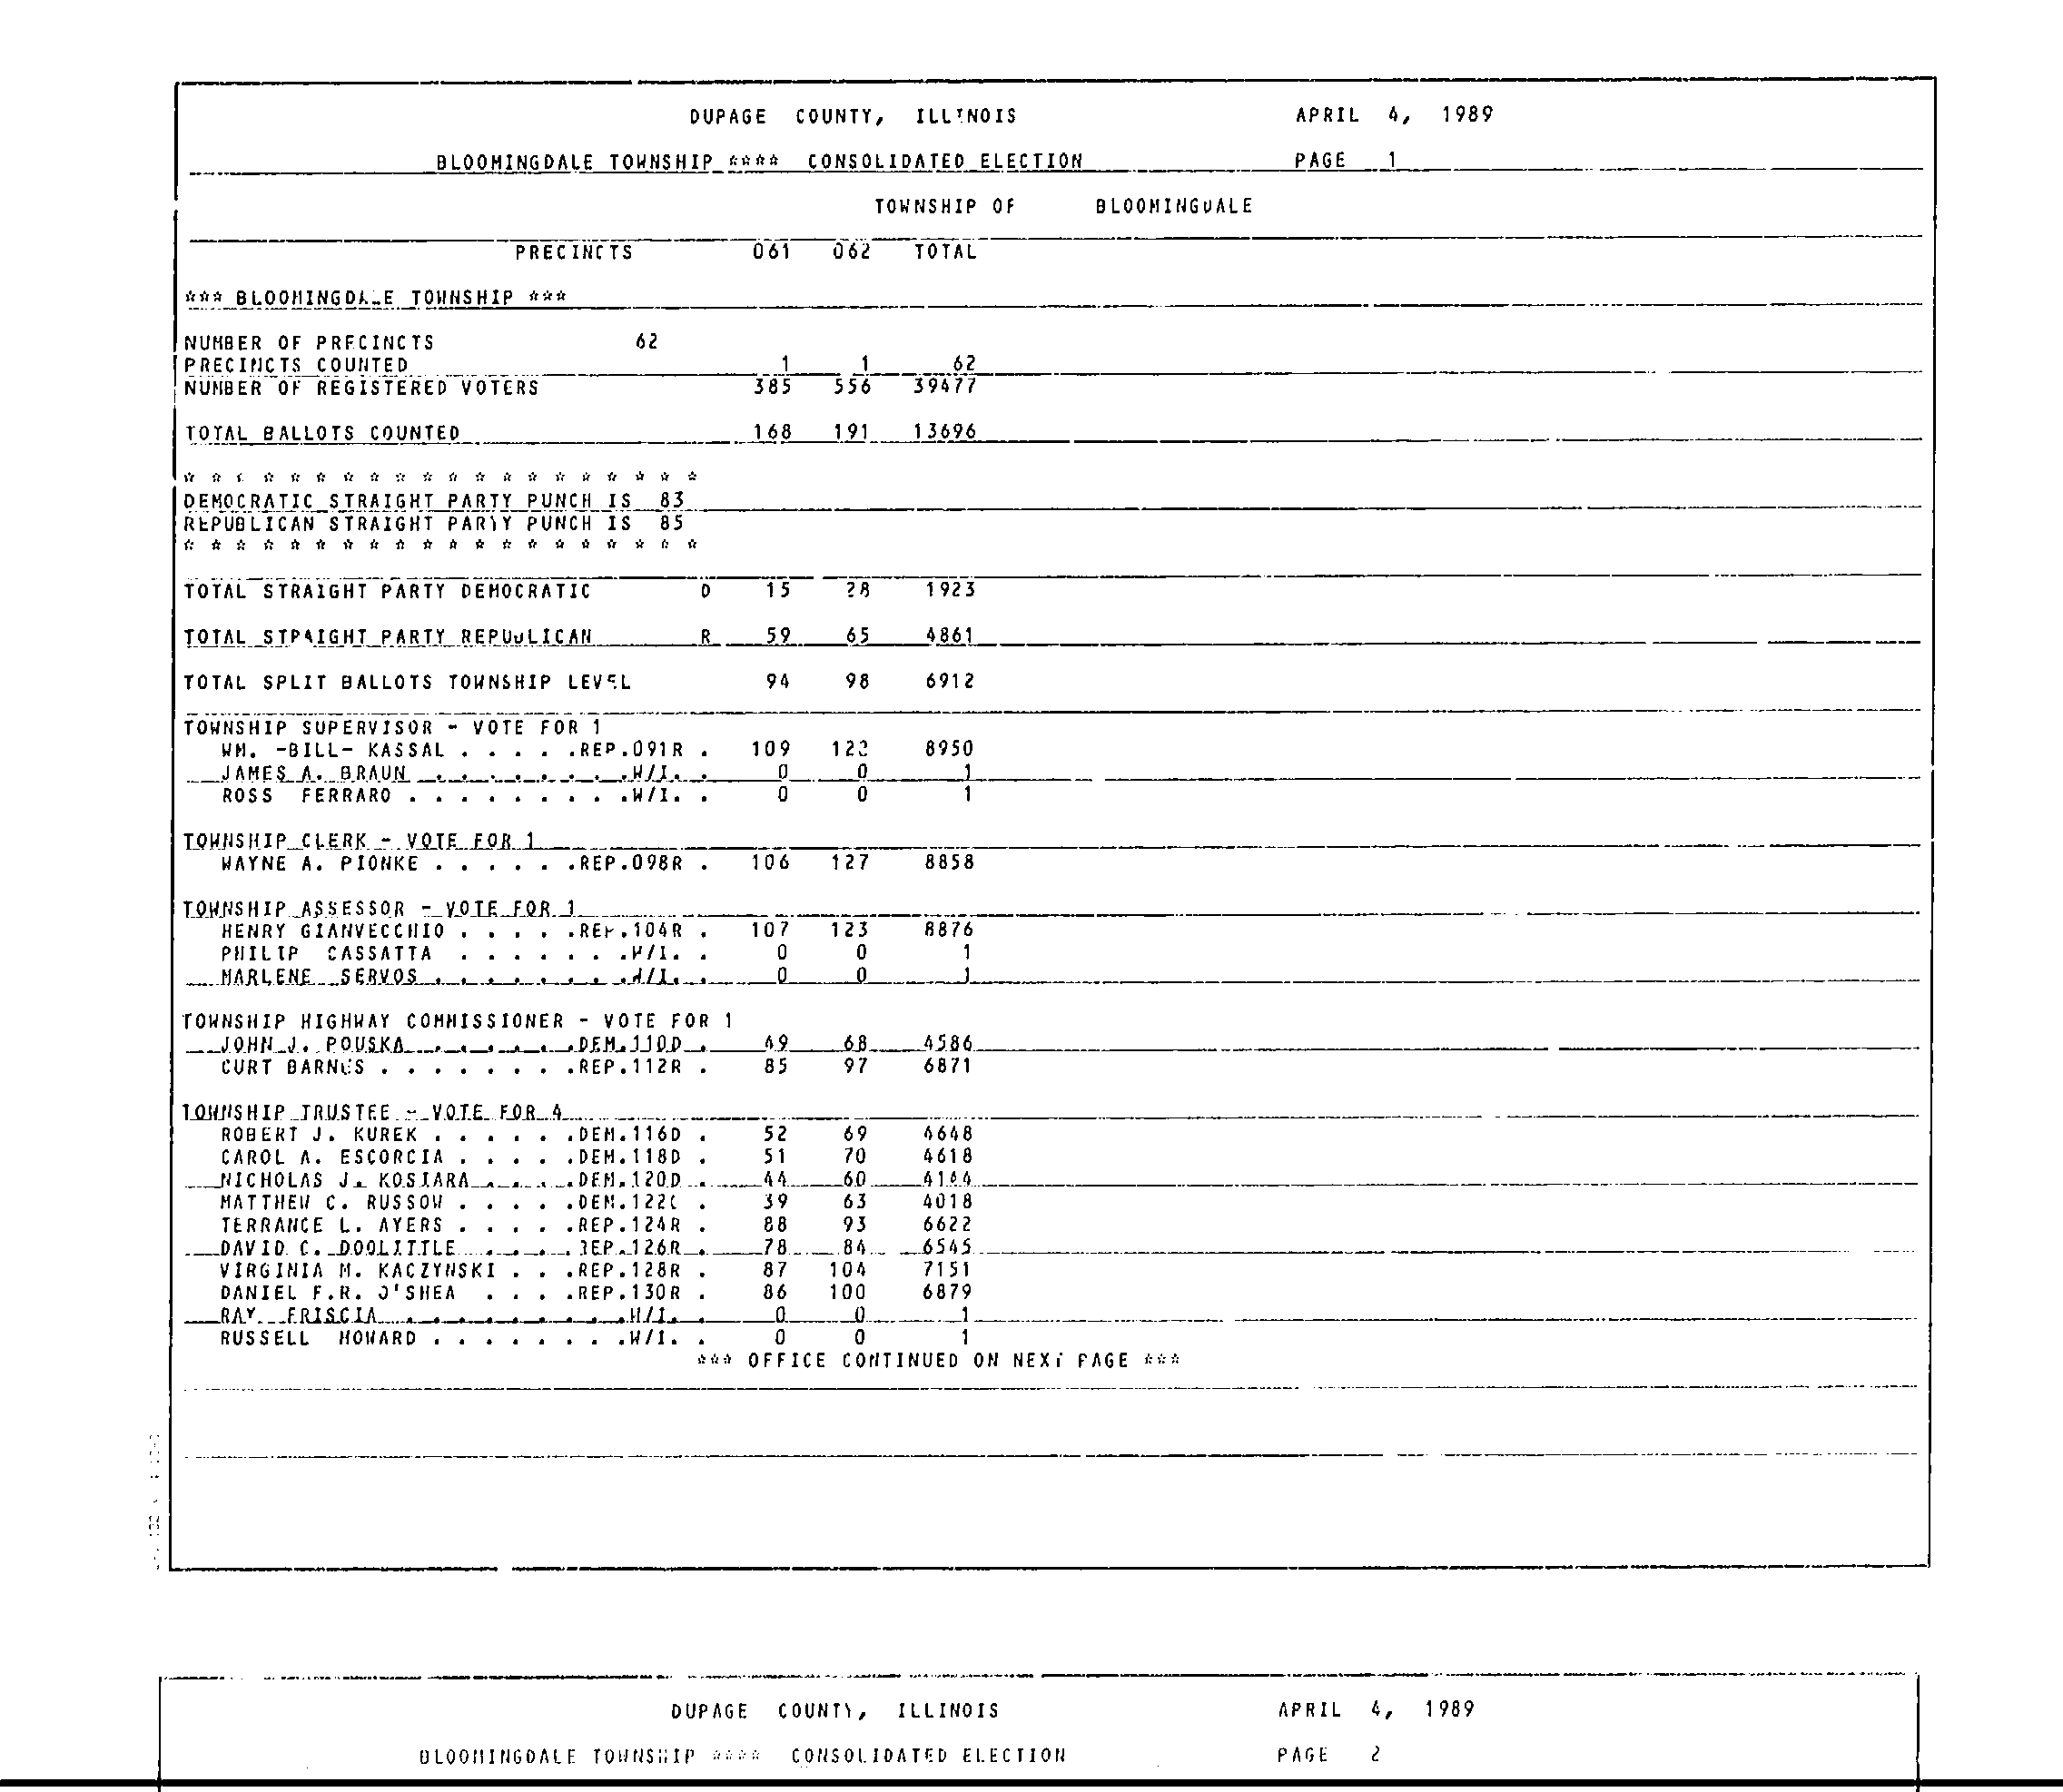 DUPAGE COUNTY, ILLINOIS APRIL 4, 1989
BLOOMINGDALE TOWNSHIP **** CONSOLIDATED ELECTION PAGE 1
TOWNSHIP OF BLOOMINGDALE
PRECINCTS 061 062 TOTAL
*** BLOOMINGDALE TOWNSHIP ***
NUMBER OF PRECINCTS 62
PRECINCTS COUNTED 1 1 62
NUMBER OF REGISTERED VOTERS 385 556 39477
TOTAL BALLOTS COUNTED 168 191 13696
* * * * * * * * * * * * * * * * * * * *
DEMOCRATIC STRAIGHT PARTY PUNCH IS 83
REPUBLICAN STRAIGHT PARTY PUNCH IS 85
* * * * * * * * * * * * * * * * * * * *
TOTAL STRAIGHT PARTY DEMOCRATIC D 15 28 1923
TOTAL STRAIGHT PARTY REPUBLICAN R 59 65 4861
TOTAL SPLIT BALLOTS TOWNSHIP LEVEL 94 98 6912
TOWNSHIP SUPERVISOR - VOTE FOR 1
WM. -BILL- KASSAL . . . . .REP.091R . 109 122 8950
JAMES A. BRAUN . . . . . . . .W/I. . 0 0 1
ROSS FERRARO . . . . . . . . .W/I. . 0 0 1
TOWNSHIP CLERK - VOTE FOR 1
WAYNE A. PIONKE . . . . . .REP.098R . 106 127 8858
TOWNSHIP ASSESSOR - VOTE FOR 1
HENRY GIANVECCHIO . . . . .REP.104R . 107 123 8876
PHILIP CASSATTA . . . . . . .W/I. . 0 0 1
MARLENE SERVOS . . . . . . . .W/I. . 0 0 1
TOWNSHIP HIGHWAY COMMISSIONER - VOTE FOR 1
JOHN J. POUSKA . . . . . .DEM.110D . 49 68 4586
CURT BARNES . . . . . . . .REP.112R . 85 97 6871
TOWNSHIP TRUSTEE - VOTE FOR 4
ROBERT J. KUREK . . . . . .DEM.116D . 52 69 4648
CAROL A. ESCORCIA . . . . .DEM.118D . 51 70 4618
NICHOLAS J. KOSIARA . . . .DEM.120D . 44 60
MATTHEW C. RUSSOW . . . . .DEM.122D . 39 63 4018
TERRANCE L. AYERS . . . . .REP.124R . 88 93 6622
DAVID C. DOOLITTLE . . . . REP.126R . 78 84 6545
VIRGINIA M. KACZYNSKI . . .REP.128R . 87 104 7151
DANIEL F.R. O'SHEA . . . .REP.130R . 86 100 6879
RAY FRISCIA . . . . . . . . .W/I. . 0 0 1
RUSSELL HOWARD . . . . . . . .W/I. . 0 0 1
*** OFFICE CONTINUED ON NEXT PAGE ***
DUPAGE COUNTY, ILLINOIS APRIL 4, 1989
BLOOMINGDALE TOWNSHIP **** CONSOLIDATED ELECTION PAGE 2